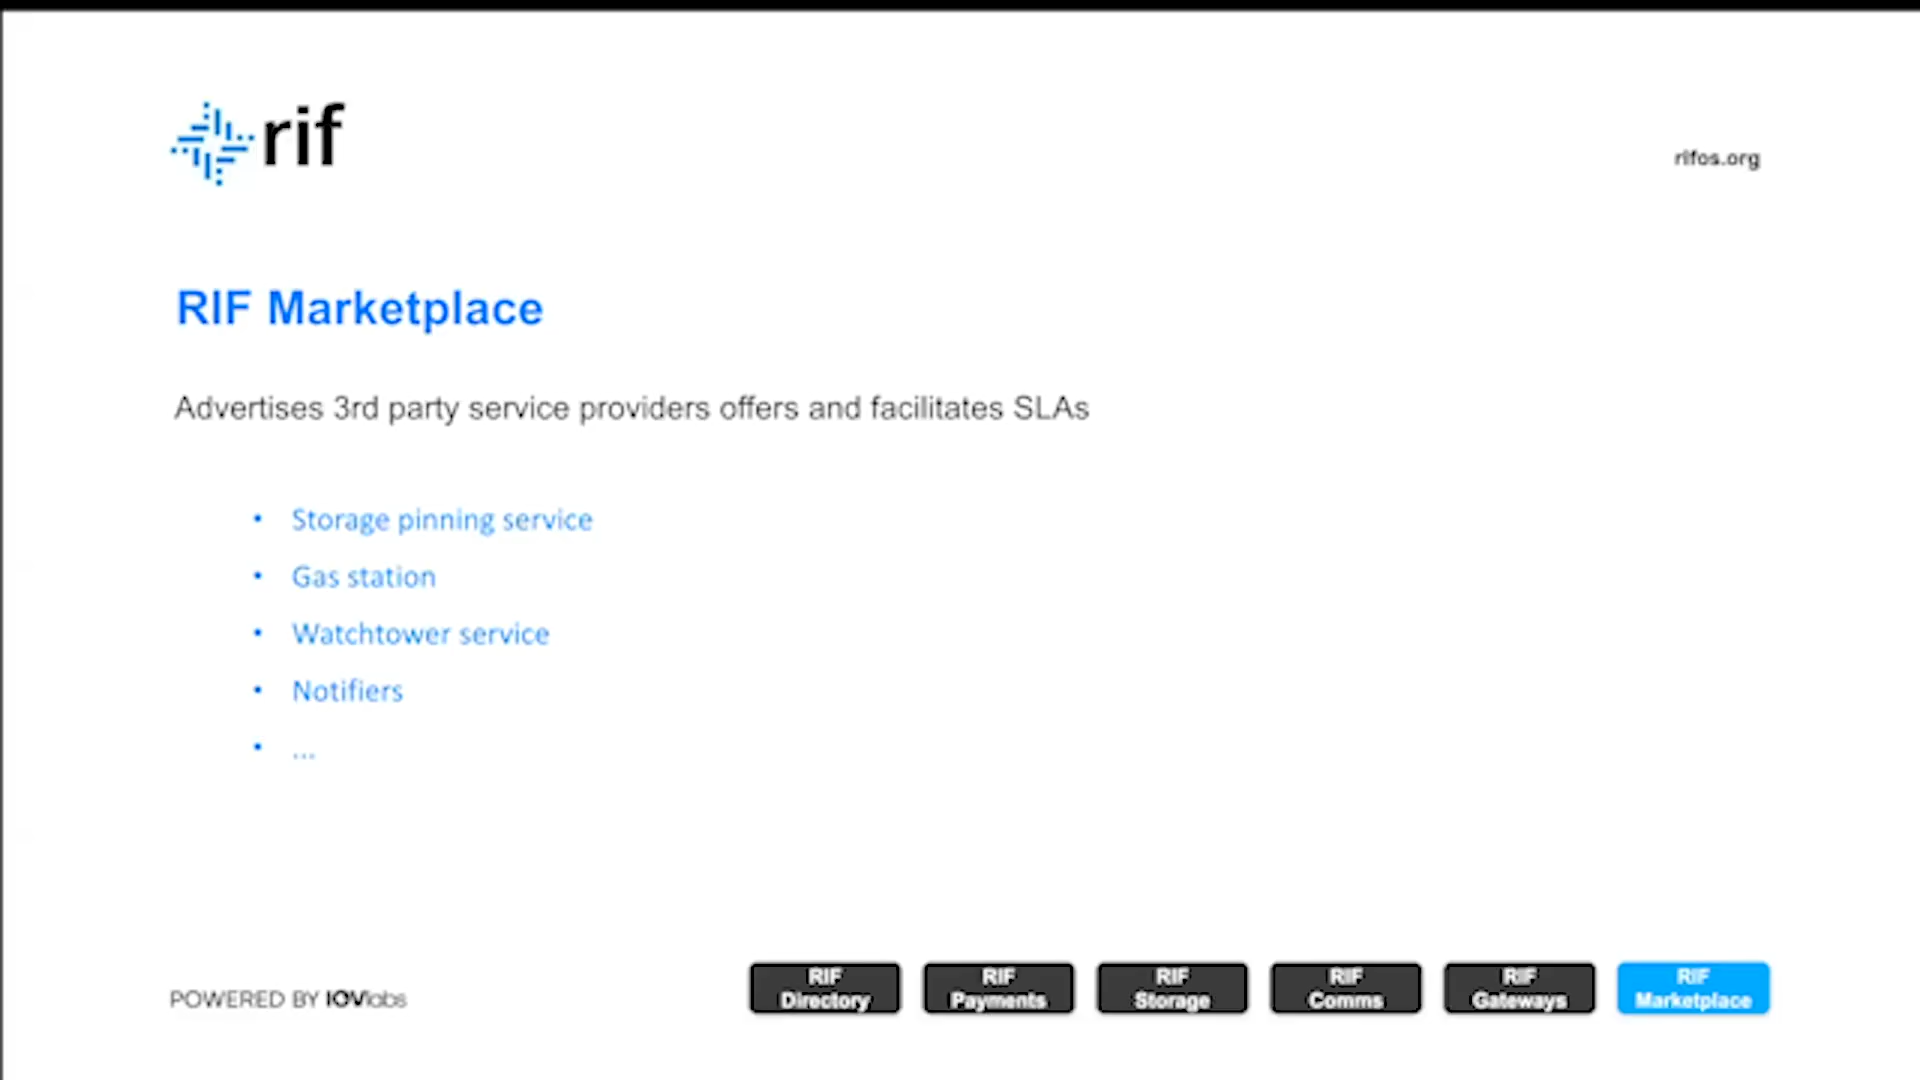 rif
rifos.org
RIF Marketplace
Advertises 3rd party service providers offers and facilitates SLAs
• Storage pinning service
• Gas station
• Watchtower service
• Notifiers
• ...
POWERED BY IOVlabs
RIF
Directory
RIF
Payments
RIF
Storage
RIF
Comms
RIF
Gateways
RIF
Marketplace